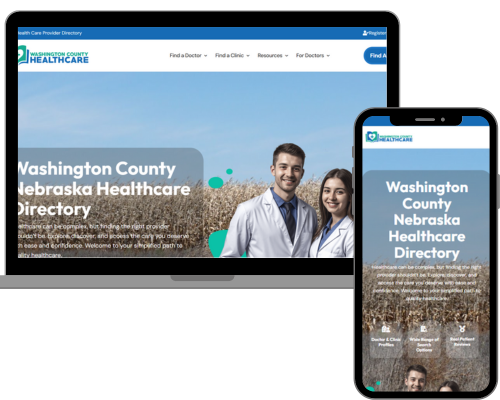 Health Care Provider Directory
Register
WASHINGTON COUNTY
HEALTHCARE
Find a Doctor
Find a Clinic
Resources
For Doctors
Find A
Washington County
Nebraska Healthcare
Directory
Healthcare can be complex, but finding the right provider
shouldn't be. Explore, discover, and access the care you deserve
with ease and confidence. Welcome to your simplified path to
quality healthcare.
WASHINGTON COUNTY
HEALTHCARE
Washington
County
Nebraska
Healthcare
Directory
Healthcare can be complex, but finding the right
provider shouldn't be. Explore, discover, and
access the care you deserve with ease and
confidence. Welcome to your simplified path to
quality healthcare.
Doctor & Clinic
Profiles
Wide Range of
Search
Options
Real Patient
Reviews